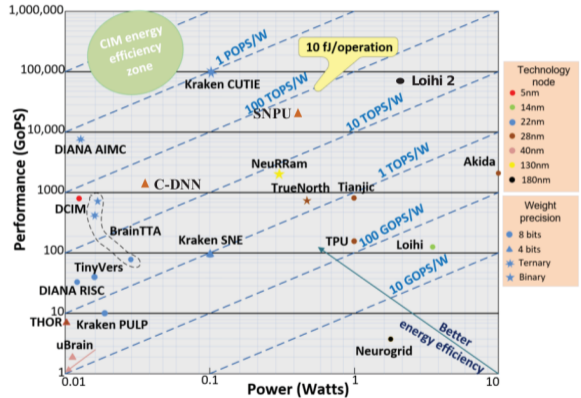 1,000,000
100,000
10,000
1000
100
10
1
Performance (GoPS)
0.01
0.1
1
10
Power (Watts)
CIM energy
efficiency
zone
1 POPS/W
10 fJ/operation
Kraken CUTIE
Loihi 2
100 TOPS/W
SNPU
10 TOPS/W
DIANA AIMC
NeuRRam
1 TOPS/W
Akida
C-DNN
TrueNorth
Tianjic
DCIM
BrainTTA
Kraken SNE
TPU
100 GOPS/W
Loihi
TinyVers
DIANA RISC
10 GOPS/W
THOR
Kraken PULP
uBrain
Neurogrid
Better
energy efficiency
Technology
node
5nm
14nm
22nm
28nm
40nm
130nm
180nm
Weight
precision
8 bits
4 bits
Ternary
Binary